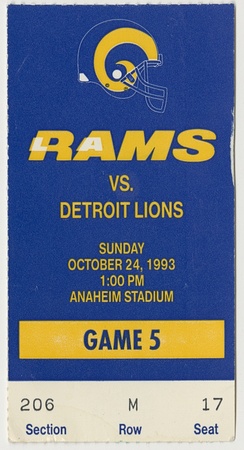 LA RAMS
VS.
DETROIT LIONS
SUNDAY
OCTOBER 24, 1993
1:00 PM
ANAHEIM STADIUM
GAME 5
206 M 17
Section Row Seat